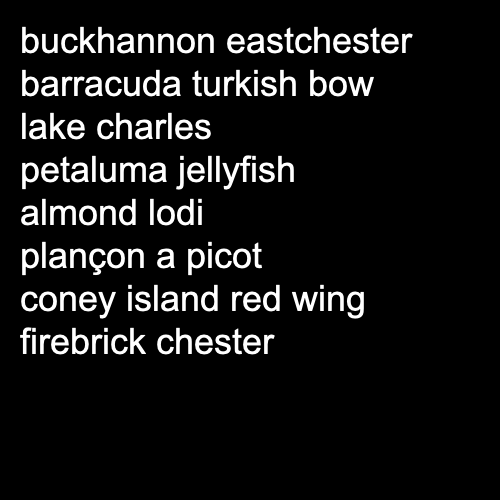 buckhannon eastchester
barracuda turkish bow
lake charles
petaluma jellyfish
almond lodi
plançon a picot
coney island red wing
firebrick chester